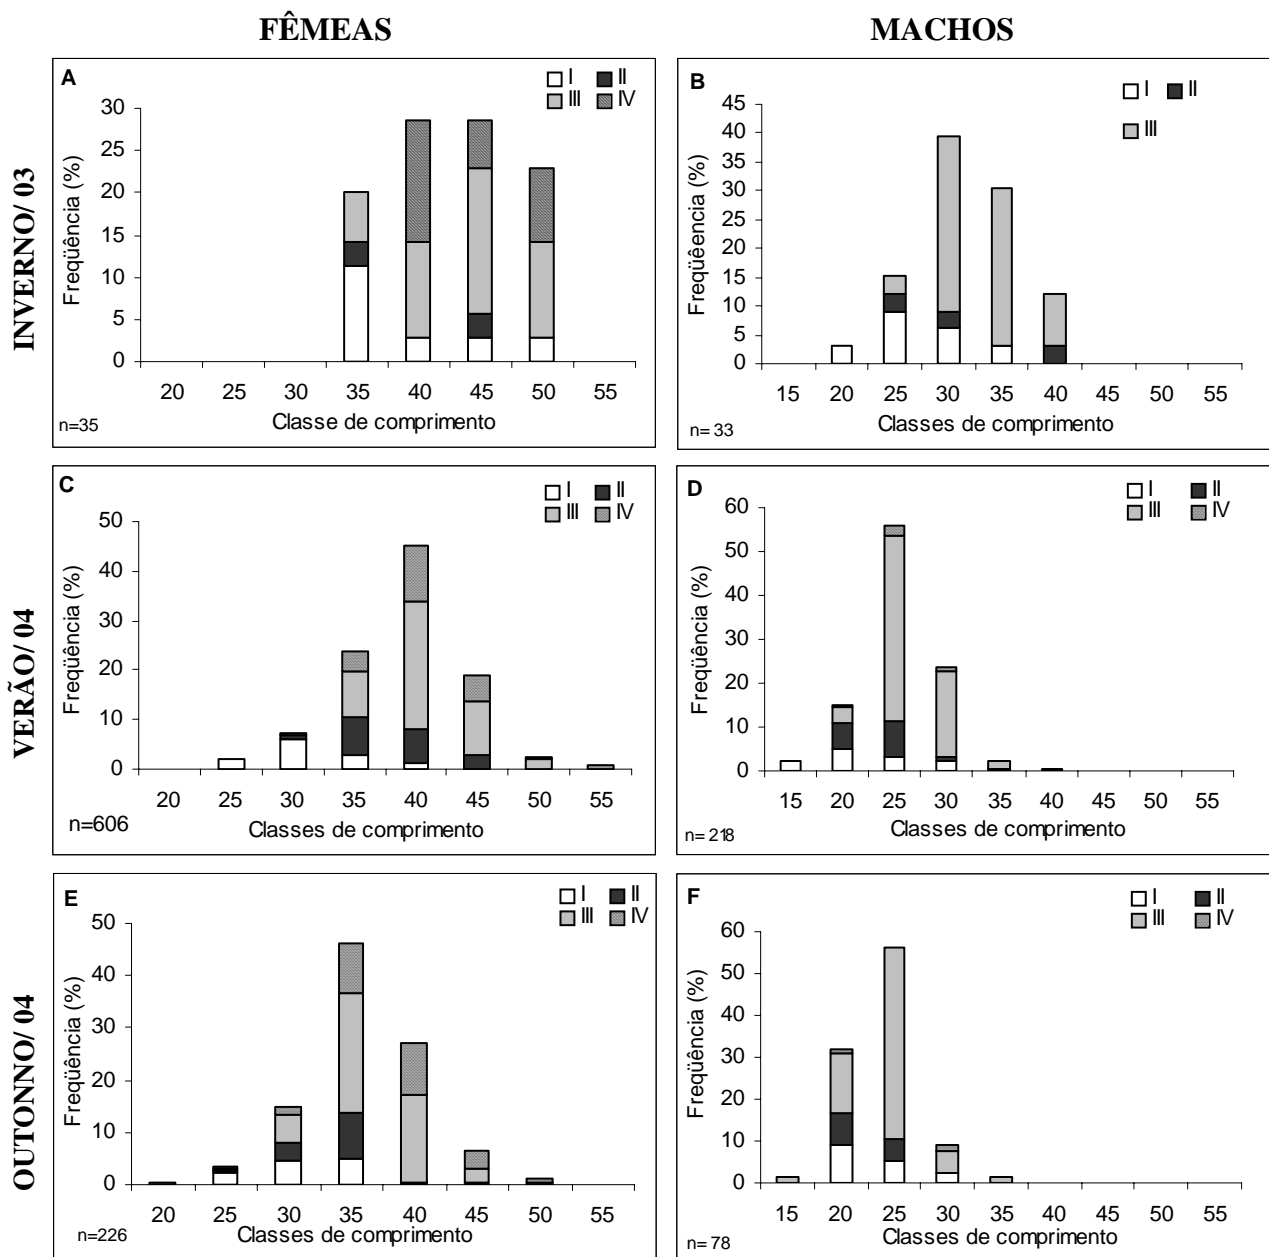 FÊMEAS MACHOS
INVERNO/ 03
A
I II
III IV
Freqüência (%)
30
25
20
15
10
5
0
20 25 30 35 40 45 50 55
Classe de comprimento
n=35
B
I II
III
Freqüêencia (%)
45
40
35
30
25
20
15
10
5
0
15 20 25 30 35 40 45 50 55
Classes de comprimento
n= 33
VERÃO/ 04
C
I II
III IV
Freqüência (%)
50
40
30
20
10
0
20 25 30 35 40 45 50 55
Classes de comprimento
n=606
D
I II
III IV
Freqüência (%)
60
50
40
30
20
10
0
15 20 25 30 35 40 45 50 55
Classes de comprimento
n= 218
OUTONNO/ 04
E
I II
III IV
Freqüência (%)
50
40
30
20
10
0
20 25 30 35 40 45 50 55
Classes de comprimento
n=226
F
I II
III IV
Freqüência (%)
60
50
40
30
20
10
0
15 20 25 30 35 40 45 50 55
Classes de comprimento
n= 78